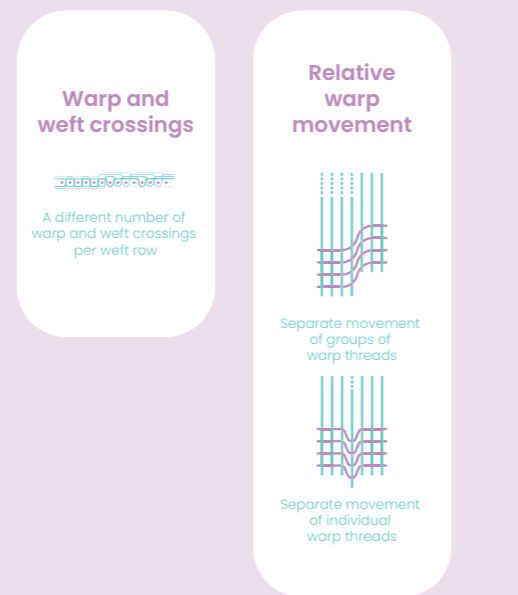 Warp and
weft crossings
A different number of
warp and weft crossings
per weft row
Relative
warp
movement
Separate movement
of groups of
warp threads
Separate movement
of individual
warp threads